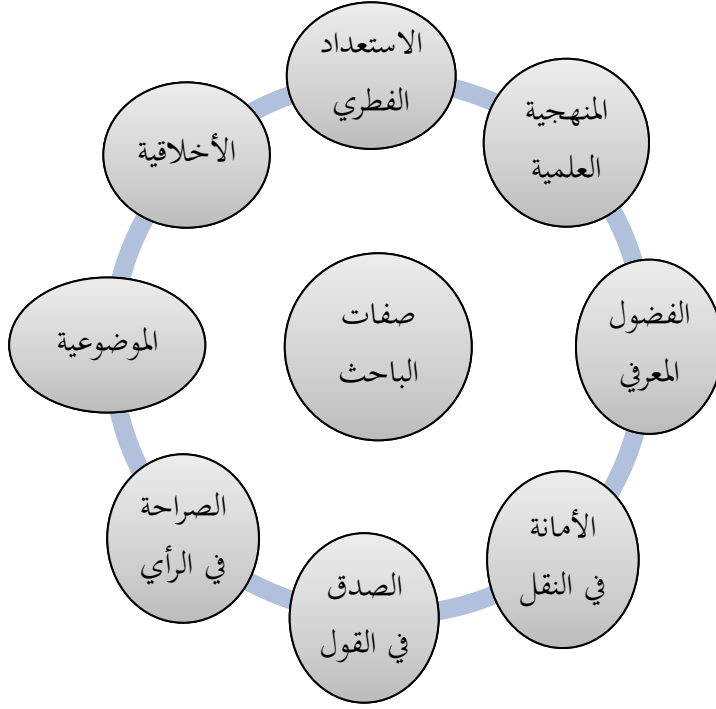 الاستعداد
الفطري
المنهجية
العلمية
الفضول
المعرفي
الأمانة
في النقل
الصدق
في القول
الصراحة
في الرأي
الموضوعية
الأخلاقية
صفات
الباحث